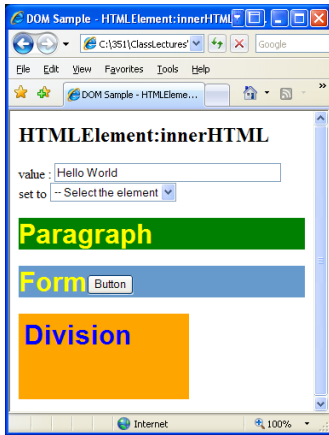 DOM Sample - HTMLElement:innerHTML
C:\351\ClassLectures'
Google
File Edit View Favorites Tools Help
DOM Sample - HTMLEleme...
HTMLElement:innerHTML
value : Hello World
set to -- Select the element
Paragraph
Form Button
Division
Internet 100%